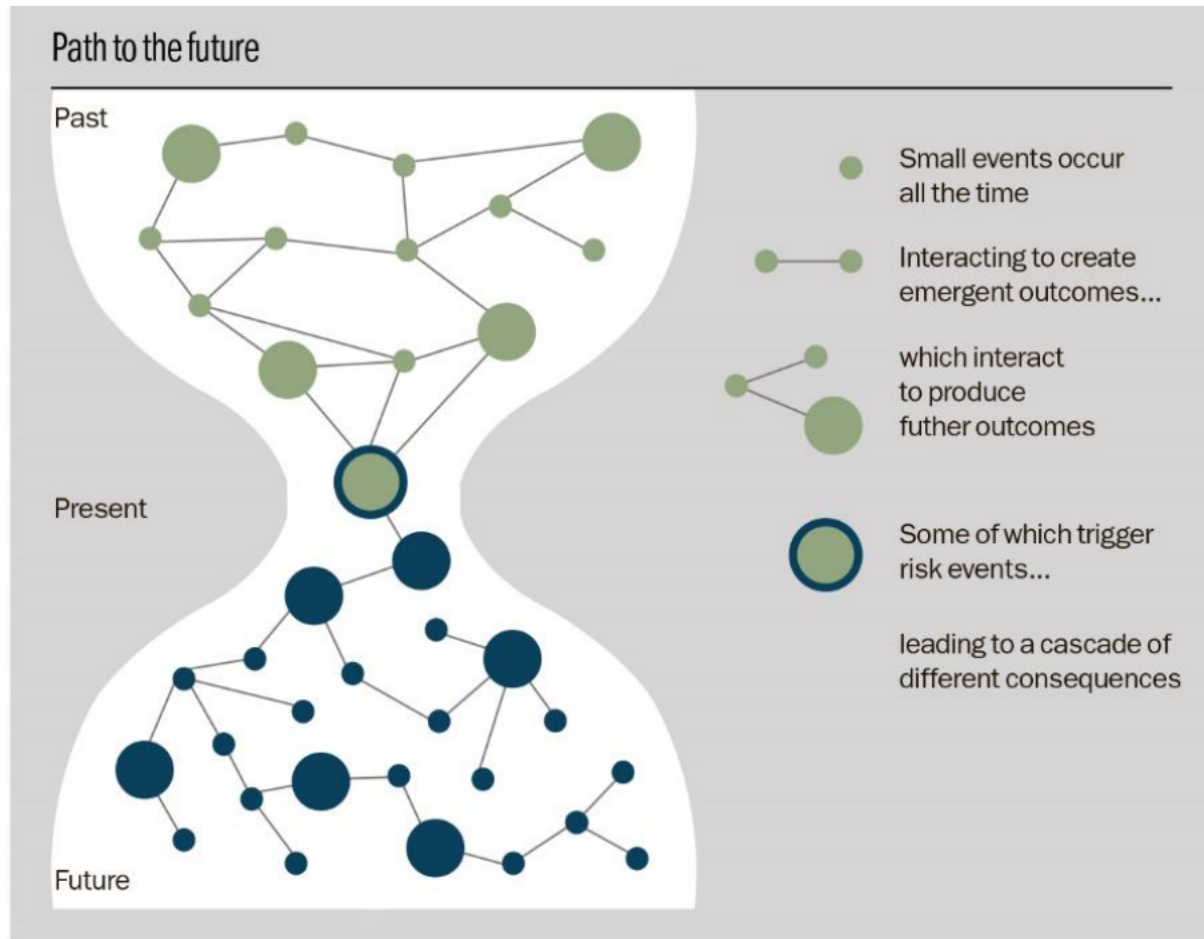 Path to the future
Past
Small events occur
all the time
Interacting to create
emergent outcomes...
which interact
to produce
futher outcomes
Present
Some of which trigger
risk events...
leading to a cascade of
different consequences
Future